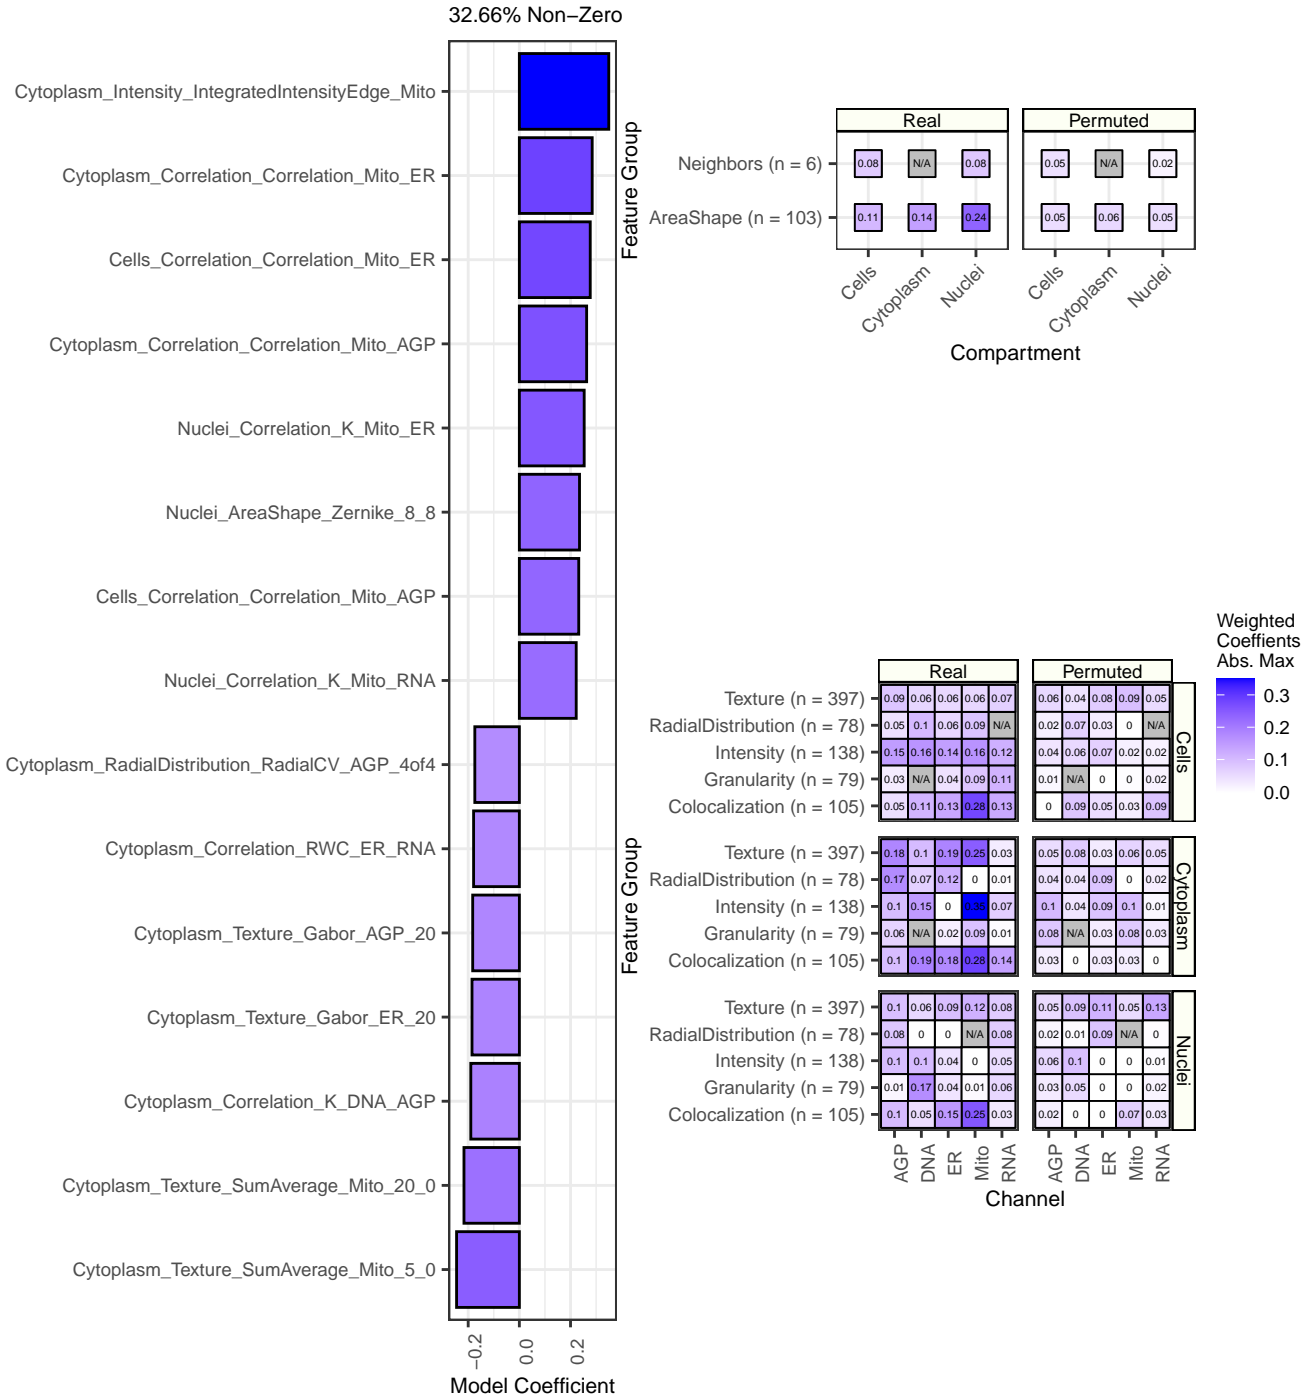 32.66% Non−Zero
Cytoplasm_Intensity_IntegratedIntensityEdge_Mito
Cytoplasm_Correlation_Correlation_Mito_ER
Cells_Correlation_Correlation_Mito_ER
Cytoplasm_Correlation_Correlation_Mito_AGP
Nuclei_Correlation_K_Mito_ER
Nuclei_AreaShape_Zernike_8_8
Cells_Correlation_Correlation_Mito_AGP
Nuclei_Correlation_K_Mito_RNA
Cytoplasm_RadialDistribution_RadialCV_AGP_4of4
Cytoplasm_Correlation_RWC_ER_RNA
Cytoplasm_Texture_Gabor_AGP_20
Cytoplasm_Texture_Gabor_ER_20
Cytoplasm_Correlation_K_DNA_AGP
Cytoplasm_Texture_SumAverage_Mito_20_0
Cytoplasm_Texture_SumAverage_Mito_5_0
−0.2 0.0 0.2
Model Coefficient
Feature Group
Real Permuted
Neighbors (n = 6) 0.08 N/A 0.08 0.05 N/A 0.02
AreaShape (n = 103) 0.11 0.14 0.24 0.05 0.06 0.05
Cells Cytoplasm Nuclei Cells Cytoplasm Nuclei
Compartment
Feature Group
Real Permuted
Texture (n = 397) 0.09 0.06 0.06 0.06 0.07 0.06 0.04 0.08 0.09 0.05
RadialDistribution (n = 78) 0.05 0.1 0.06 0.09 N/A 0.02 0.07 0.03 0 N/A
Intensity (n = 138) 0.15 0.16 0.14 0.16 0.12 0.04 0.06 0.07 0.02 0.02
Granularity (n = 79) 0.03 N/A 0.04 0.09 0.11 0.01 N/A 0 0 0.02
Colocalization (n = 105) 0.05 0.11 0.13 0.28 0.13 0 0.09 0.05 0.03 0.09
Cells
Texture (n = 397) 0.18 0.1 0.19 0.25 0.03 0.05 0.08 0.03 0.06 0.05
RadialDistribution (n = 78) 0.17 0.07 0.12 0 0.01 0.04 0.04 0.09 0 0.02
Intensity (n = 138) 0.1 0.15 0 0.35 0.07 0.1 0.04 0.09 0.1 0.01
Granularity (n = 79) 0.06 N/A 0.02 0.09 0.01 0.08 N/A 0.03 0.08 0.03
Colocalization (n = 105) 0.1 0.19 0.18 0.28 0.14 0.03 0 0.03 0.03 0
Cytoplasm
Texture (n = 397) 0.1 0.06 0.09 0.12 0.08 0.05 0.09 0.11 0.05 0.13
RadialDistribution (n = 78) 0.08 0 0 N/A 0.08 0.02 0.01 0.09 N/A 0
Intensity (n = 138) 0.1 0.1 0.04 0 0.05 0.06 0.1 0 0 0.01
Granularity (n = 79) 0.01 0.17 0.04 0.01 0.06 0.03 0.05 0 0 0.02
Colocalization (n = 105) 0.1 0.05 0.15 0.25 0.03 0.02 0 0 0.07 0.03
Nuclei
AGP DNA ER Mito RNA AGP DNA ER Mito RNA
Channel
Weighted
Coeffients
Abs. Max
0.3
0.2
0.1
0.0